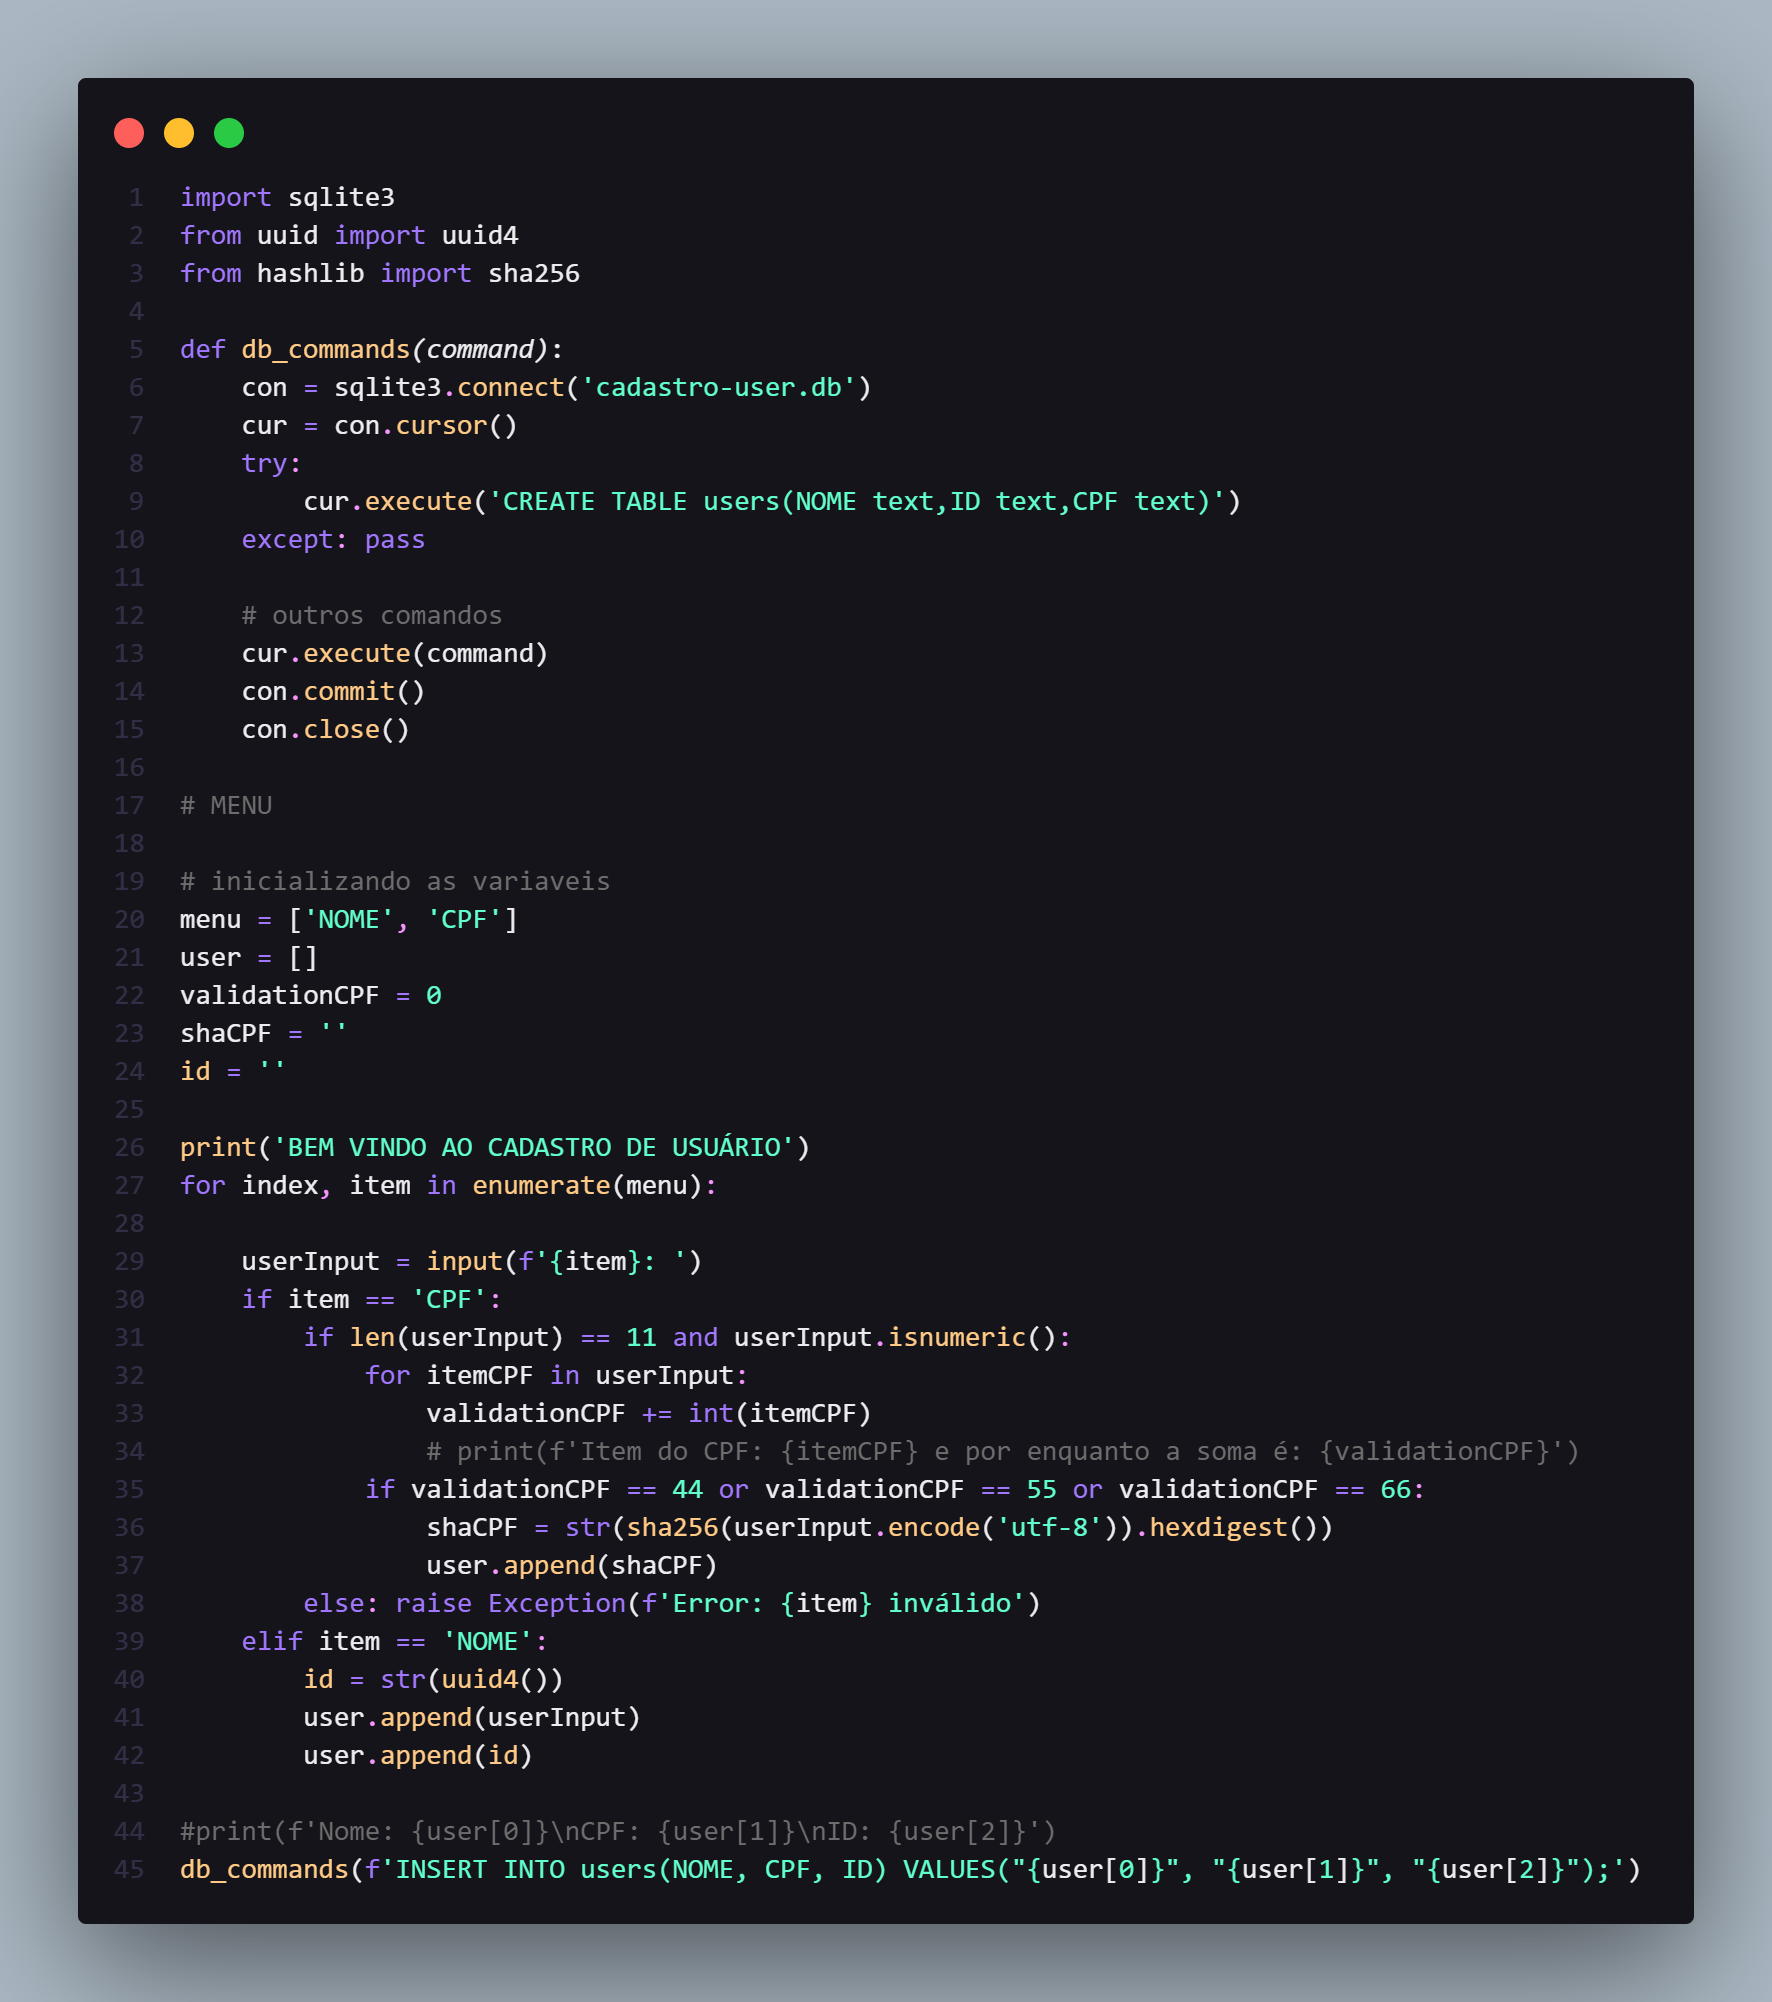 1 import sqlite3
2 from uuid import uuid4
3 from hashlib import sha256
4
5 def db_commands(command):
6     con = sqlite3.connect('cadastro-user.db')
7     cur = con.cursor()
8     try:
9         cur.execute('CREATE TABLE users(NOME text,ID text,CPF text)')
10     except: pass
11
12     # outros comandos
13     cur.execute(command)
14     con.commit()
15     con.close()
16
17 # MENU
18
19 # inicializando as variaveis
20 menu = ['NOME', 'CPF']
21 user = []
22 validationCPF = 0
23 shaCPF = ''
24 id = ''
25
26 print('BEM VINDO AO CADASTRO DE USUÁRIO')
27 for index, item in enumerate(menu):
28
29     userInput = input(f'{item}: ')
30     if item == 'CPF':
31         if len(userInput) == 11 and userInput.isnumeric():
32             for itemCPF in userInput:
33                 validationCPF += int(itemCPF)
34                 # print(f'Item do CPF: {itemCPF} e por enquanto a soma é: {validationCPF}')
35             if validationCPF == 44 or validationCPF == 55 or validationCPF == 66:
36                 shaCPF = str(sha256(userInput.encode('utf-8')).hexdigest())
37                 user.append(shaCPF)
38         else: raise Exception(f'Error: {item} inválido')
39     elif item == 'NOME':
40         id = str(uuid4())
41         user.append(userInput)
42         user.append(id)
43
44 #print(f'Nome: {user[0]}\nCPF: {user[1]}\nID: {user[2]}')
45 db_commands(f'INSERT INTO users(NOME, CPF, ID) VALUES("{user[0]}", "{user[1]}", "{user[2]}");')